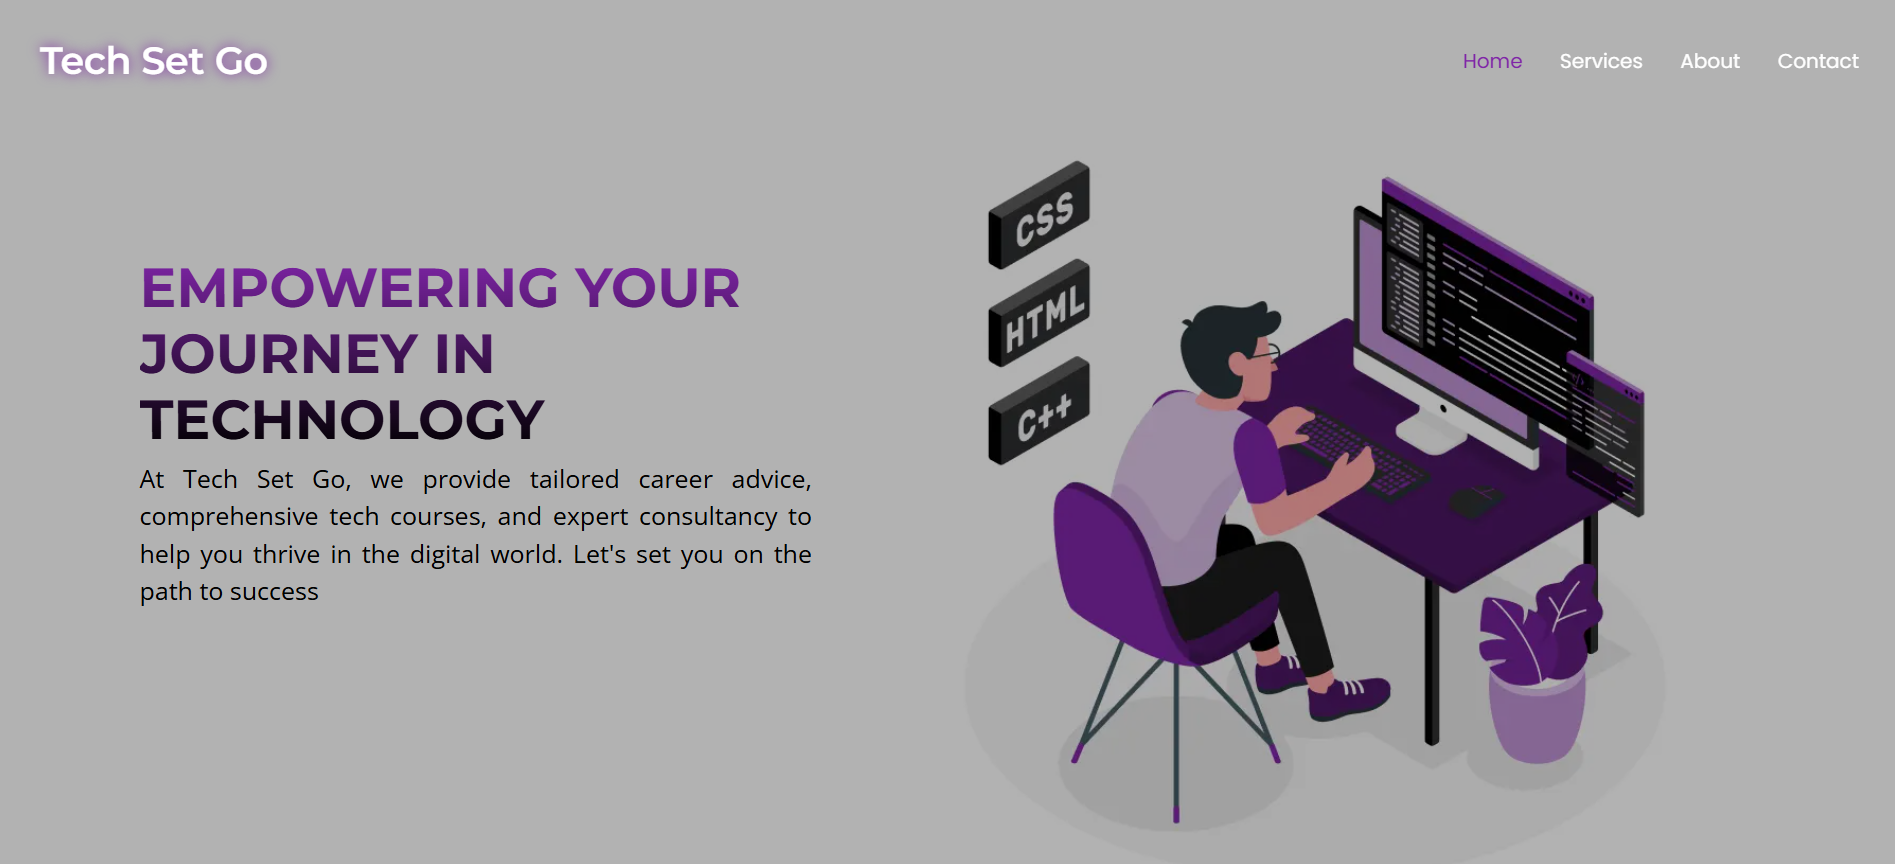 Tech Set Go
Home Services About Contact
CSS
HTML
C++
EMPOWERING YOUR
JOURNEY IN
TECHNOLOGY
At Tech Set Go, we provide tailored career advice,
comprehensive tech courses, and expert consultancy to
help you thrive in the digital world. Let's set you on the
path to success